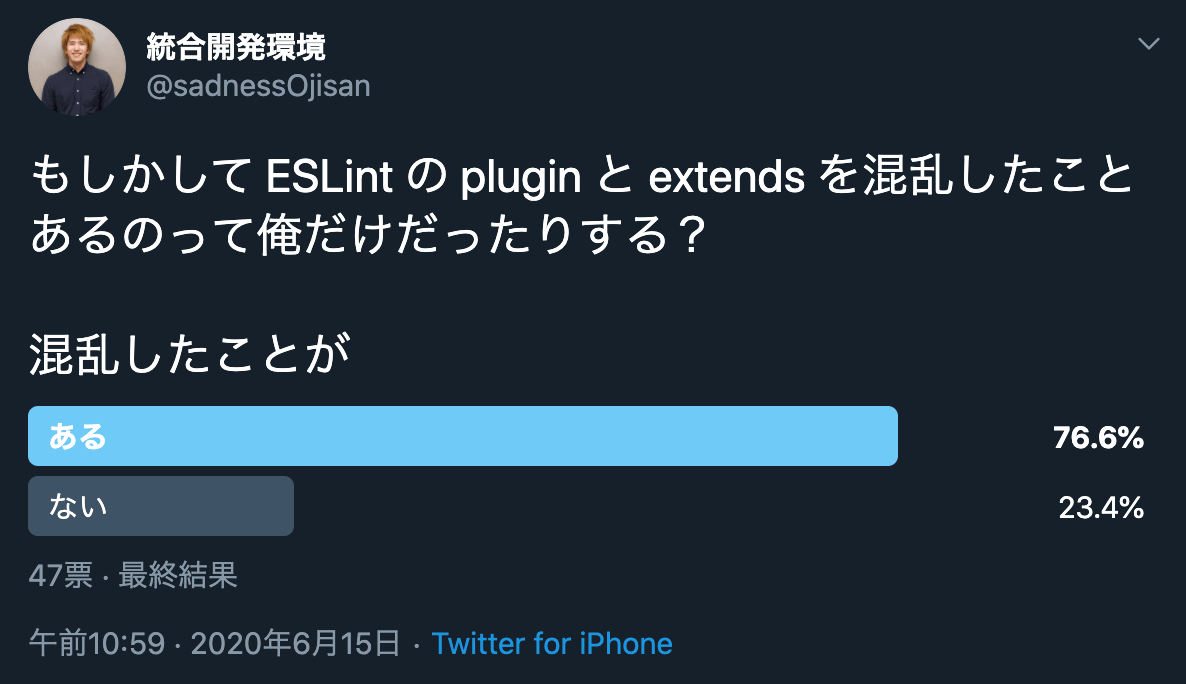 統合開発環境
@sadnessOjisan
もしかして ESLint の plugin と extends を混乱したこと
あるのって俺だけだったりする？
混乱したことが
ある 76.6%
ない 23.4%
47票 · 最終結果
午前10:59 · 2020年6月15日 · Twitter for iPhone